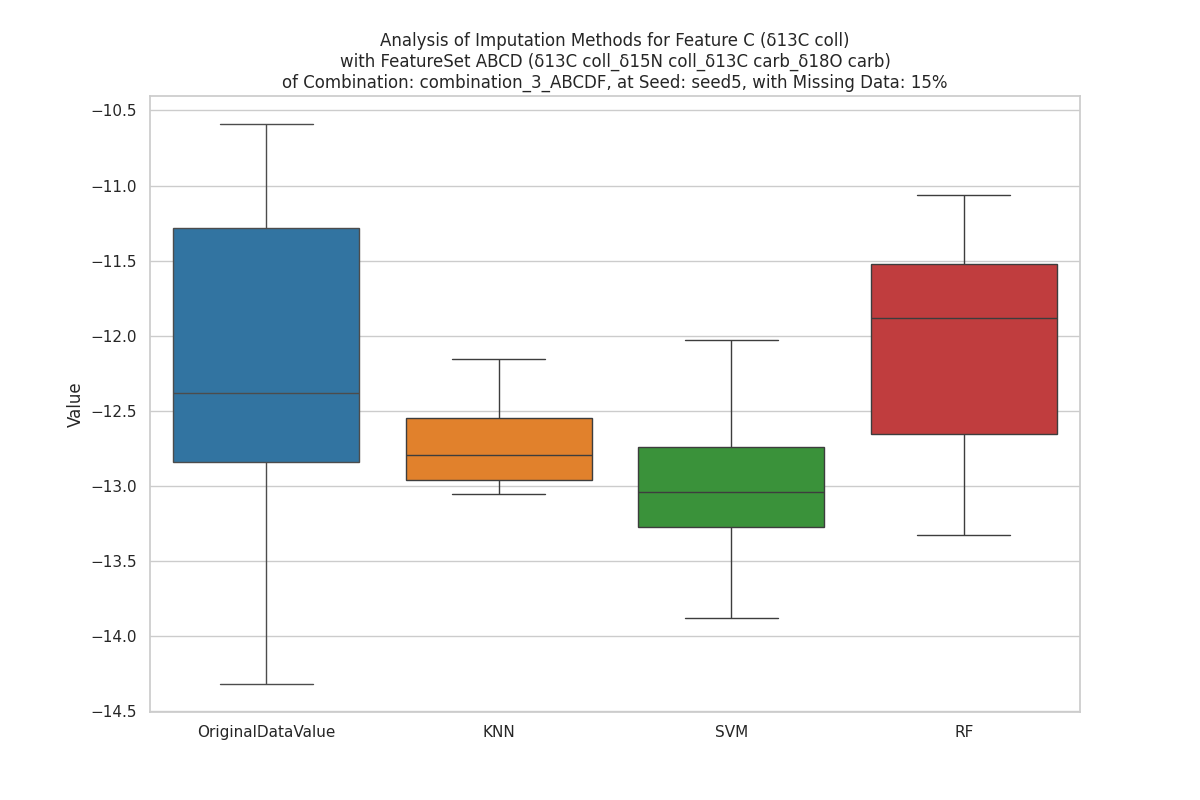 Analysis of Imputation Methods for Feature C (δ13C coll)
with FeatureSet ABCD (δ13C coll_δ15N coll_δ13C carb_δ18O carb)
of Combination: combination_3_ABCDF, at Seed: seed5, with Missing Data: 15%
−10.5
−11.0
−11.5
−12.0
−12.5
−13.0
−13.5
−14.0
−14.5
Value
OriginalDataValue
KNN
SVM
RF